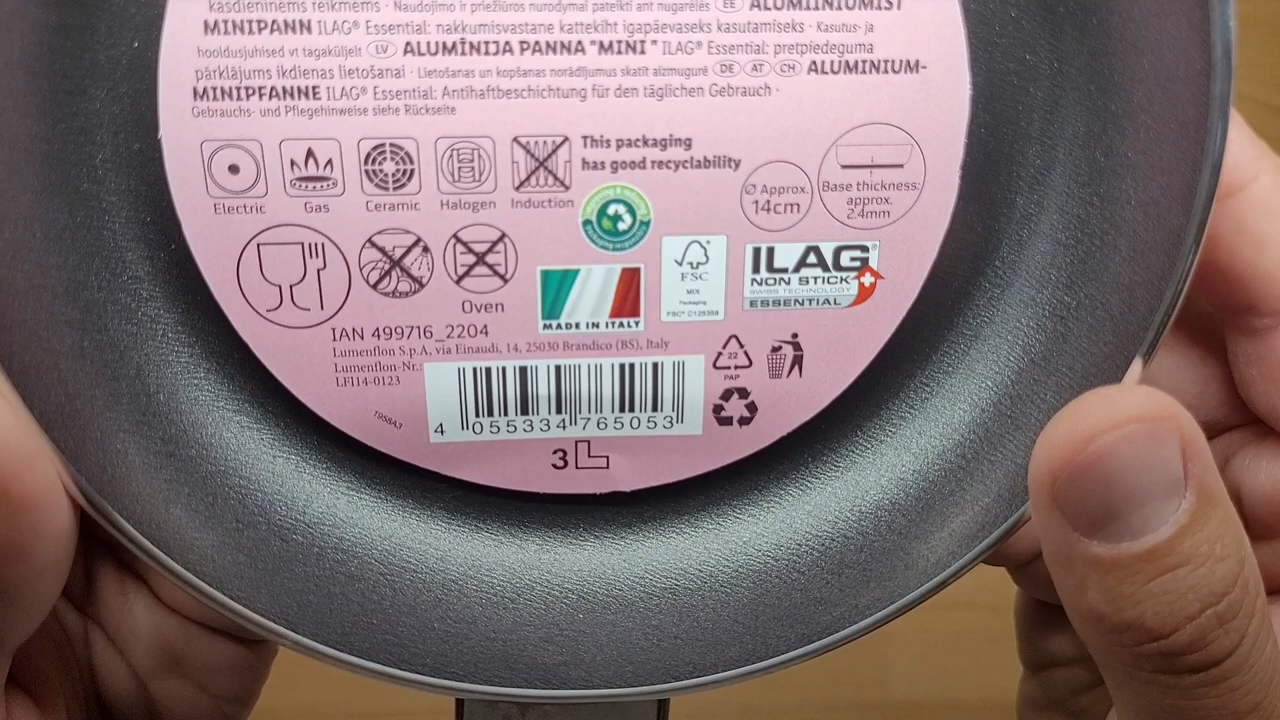 kasdieninėms reikmėms · Naudojimo ir priežiūros nurodymai pateikti ant nugarėlės EE ALUMIINIUMIST
MINIPANN ILAG® Essential: nakkumisvastane kattekiht igapäevaseks kasutamiseks · Kasutus- ja
hooldusjuhised vt tagaküljelt LV ALUMĪNIJA PANNA "MINI " ILAG® Essential: pretpiedeguma
pārklājums ikdienas lietošanai · Lietošanas un kopšanas norādījumus skatīt aizmugurē DE AT CH ALUMINIUM-
MINIPFANNE ILAG® Essential: Antihaftbeschichtung für den täglichen Gebrauch ·
Gebrauchs- und Pflegehinweise siehe Rückseite
This packaging
has good recyclability
Electric
Gas
Ceramic
Halogen
Induction
Ø Approx.
14cm
Base thickness:
approx.
2.4mm
Oven
MADE IN ITALY
FSC
MIX
Packaging
FSC® C125359
ILAG®
NON STICK
SWISS TECHNOLOGY
ESSENTIAL
IAN 499716_2204
Lumenflon S.p.A, via Einaudi, 14, 25030 Brandico (BS), Italy
Lumenflon-Nr.:
LFI14-0123
22
PAP
1958A3
4 055334 765053
3L